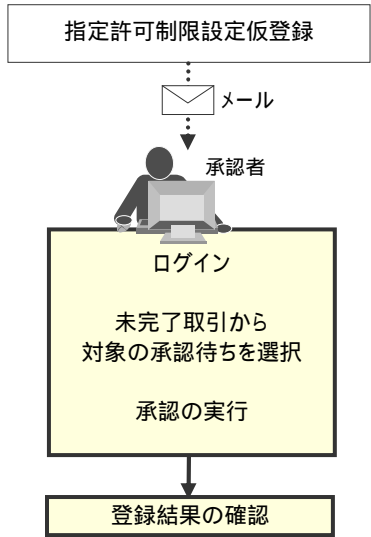 指定許可制限設定仮登録
メール
承認者
ログイン
未完了取引から
対象の承認待ちを選択
承認の実行
登録結果の確認